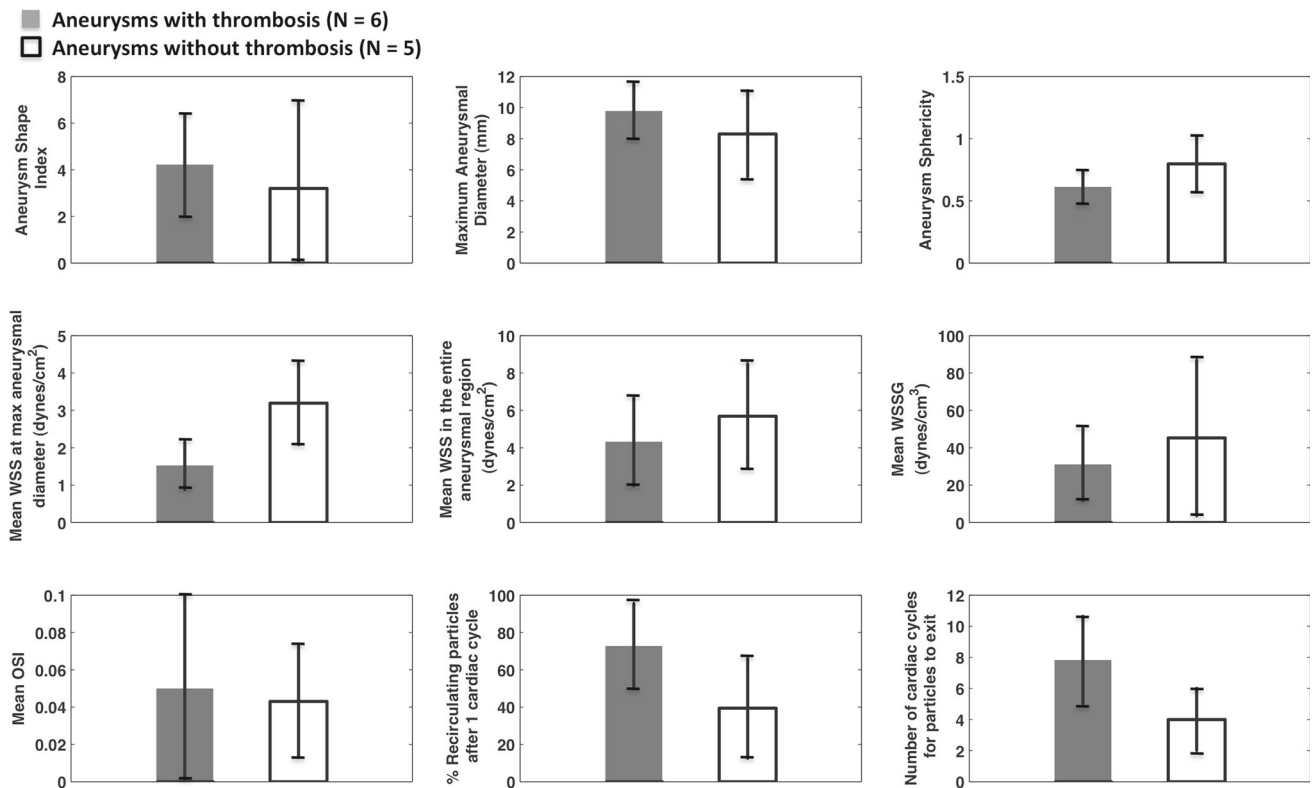 Aneurysms with thrombosis (N = 6)
Aneurysms without thrombosis (N = 5)
Aneurysm Shape
Index
8
6
4
2
0
Maximum Aneurysmal
Diameter (mm)
12
10
8
6
4
2
0
Aneurysm Sphericity
1.5
1
0.5
0
Mean WSS at max aneurysmal
diameter (dynes/cm²)
5
4
3
2
1
0
Mean WSS in the entire
aneurysmal region
(dynes/cm²)
10
8
6
4
2
0
Mean WSSG
(dynes/cm³)
100
80
60
40
20
0
Mean OSI
0.1
0.08
0.06
0.04
0.02
0
% Recirculating particles
after 1 cardiac cycle
100
80
60
40
20
0
Number of cardiac cycles
for particles to exit
12
10
8
6
4
2
0